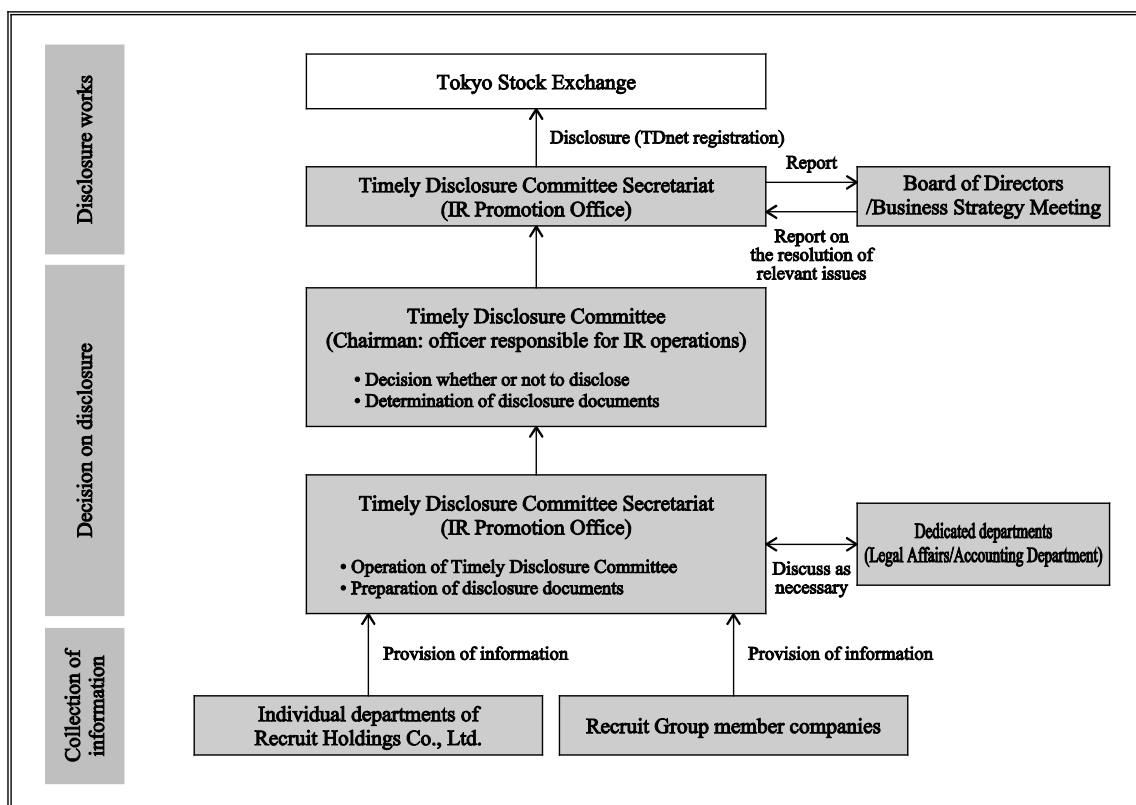 Disclosure works
Tokyo Stock Exchange
Disclosure (TDnet registration)
Timely Disclosure Committee Secretariat
(IR Promotion Office)
Report
Board of Directors
/Business Strategy Meeting
Report on
the resolution of
relevant issues
Decision on disclosure
Timely Disclosure Committee
(Chairman: officer responsible for IR operations)
• Decision whether or not to disclose
• Determination of disclosure documents
Timely Disclosure Committee Secretariat
(IR Promotion Office)
• Operation of Timely Disclosure Committee
• Preparation of disclosure documents
Discuss as
necessary
Dedicated departments
(Legal Affairs/Accounting Department)
Collection of
information
Provision of information
Provision of information
Individual departments of
Recruit Holdings Co., Ltd.
Recruit Group member companies